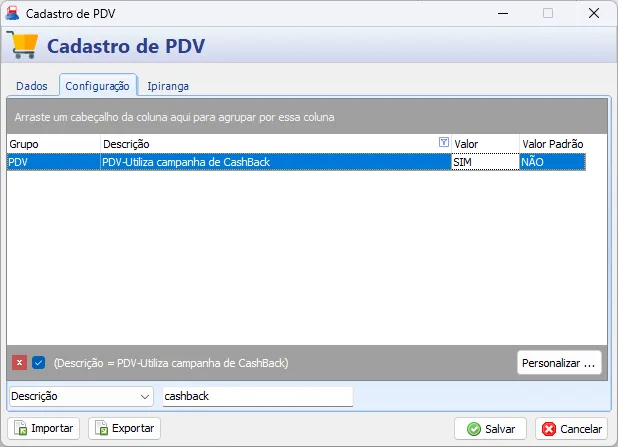 Cadastro de PDV
Cadastro de PDV
Dados Configuração Ipiranga
Arraste um cabeçalho da coluna aqui para agrupar por essa coluna
Grupo Descrição Valor Valor Padrão
PDV PDV-Utiliza campanha de CashBack SIM NÃO
(Descrição = PDV-Utiliza campanha de CashBack) Personalizar ...
Descrição cashback
Importar Exportar Salvar Cancelar